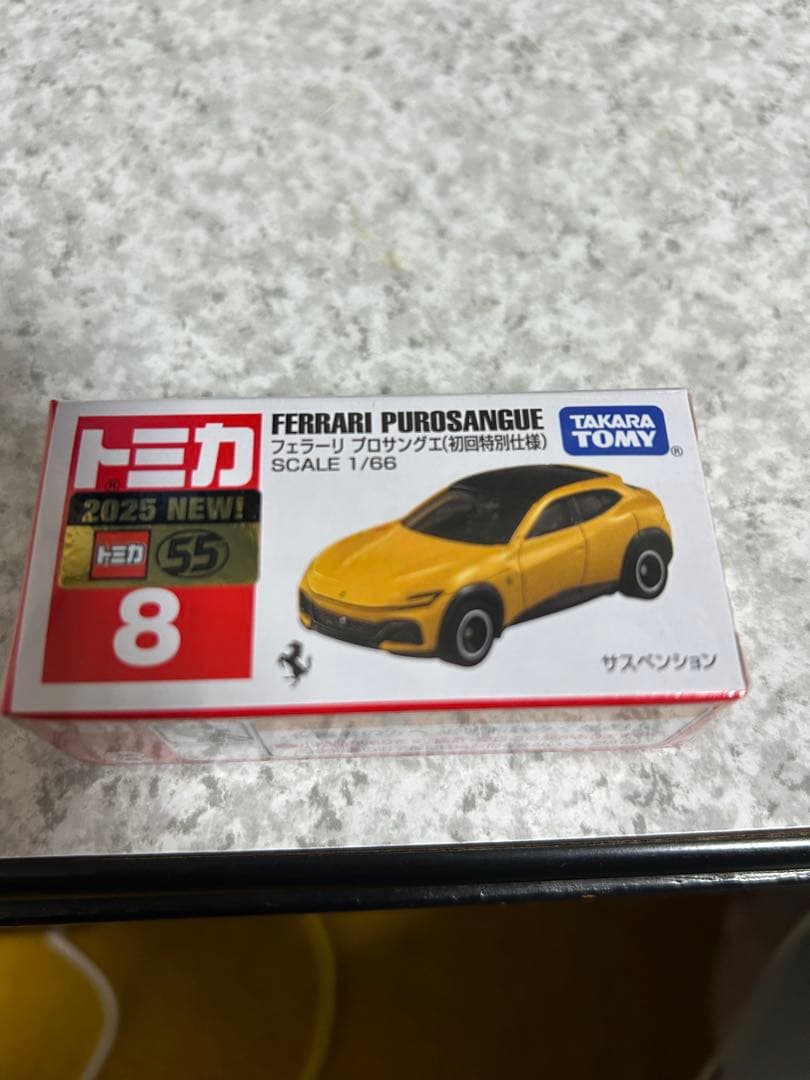 トミカ
®
2025 NEW!
トミカ 55th
8
FERRARI PUROSANGUE
フェラーリ プロサングエ(初回特別仕様)
SCALE 1/66
TAKARA
TOMY
®
サスペンション